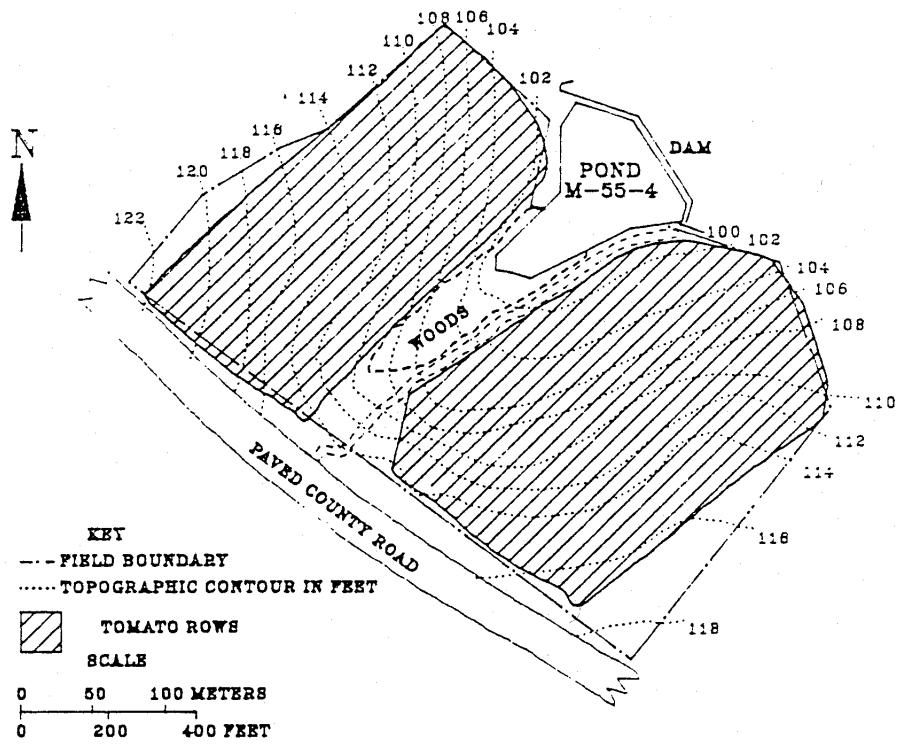 108 106
110 104
112 102
114
116
118
120
122
N
DAM
POND
M-55-4
100
102
104
106
108
110
112
114
116
118
WOODS
PAVED COUNTY ROAD
KEY
FIELD BOUNDARY
TOPOGRAPHIC CONTOUR IN FEET
TOMATO ROWS
SCALE
0 50 100 METERS
0 200 400 FEET